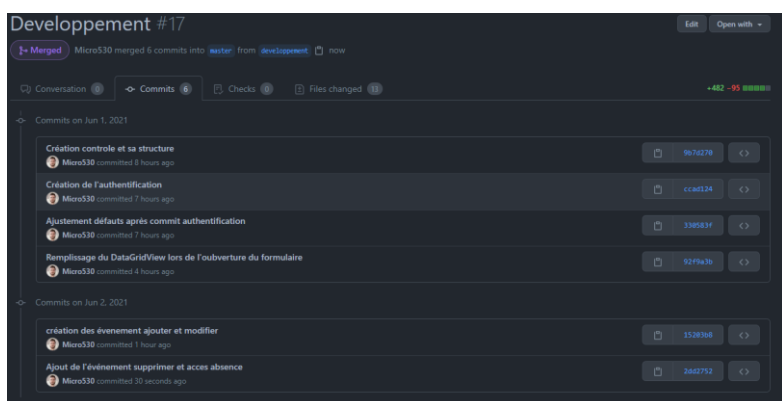 Developpement #17
Edit
Open with
Merged Micro530 merged 6 commits into master from developpement now
Conversation 0
Commits 6
Checks 0
Files changed 13
+482 −95
Commits on Jun 1, 2021
Création controle et sa structure
Micro530 committed 8 hours ago
967d270
Création de l'authentification
Micro530 committed 7 hours ago
ccad124
Ajustement défauts aprés commit authentification
Micro530 committed 7 hours ago
330583f
Remplissage du DataGridView lors de l'oubverture du formulaire
Micro530 committed 4 hours ago
92f9a3b
Commits on Jun 2, 2021
création des évenement ajouter et modifier
Micro530 committed 1 hour ago
1520368
Ajout de l'événement supprimer et acces absence
Micro530 committed 30 seconds ago
2dd2752